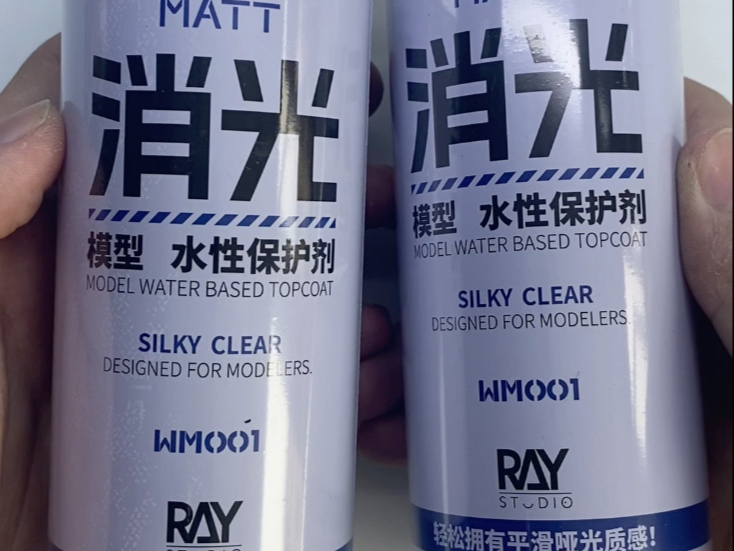 MATT
消光
模型 水性保护剂
MODEL WATER BASED TOPCOAT
SILKY CLEAR
DESIGNED FOR MODELERS.
WM001
RAY
STUDIO
消光
模型 水性保护剂
MODEL WATER BASED TOPCOAT
SILKY CLEAR
DESIGNED FOR MODELERS.
WM001
RAY
STUDIO
轻松拥有平滑哑光质感!